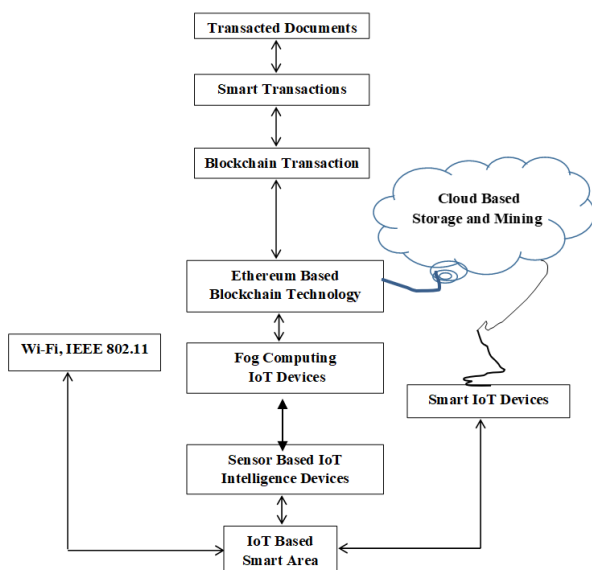 Transacted Documents
Smart Transactions
Blockchain Transaction
Cloud Based
Storage and Mining
Ethereum Based
Blockchain Technology
Wi-Fi, IEEE 802.11
Fog Computing
IoT Devices
Smart IoT Devices
Sensor Based IoT
Intelligence Devices
IoT Based
Smart Area